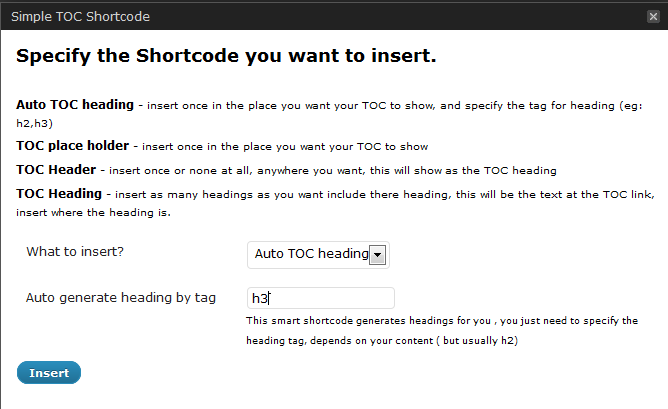 Simple TOC Shortcode
Specify the Shortcode you want to insert.
Auto TOC heading - insert once in the place you want your TOC to show, and specify the tag for heading (eg:
h2,h3)
TOC place holder - insert once in the place you want your TOC to show
TOC Header - insert once or none at all, anywhere you want, this will show as the TOC heading
TOC Heading - insert as many headings as you want include there heading, this will be the text at the TOC link,
insert where the heading is.
What to insert?
Auto TOC heading
Auto generate heading by tag
h3
This smart shortcode generates headings for you , you just need to specify the
heading tag, depends on your content ( but usually h2)
Insert